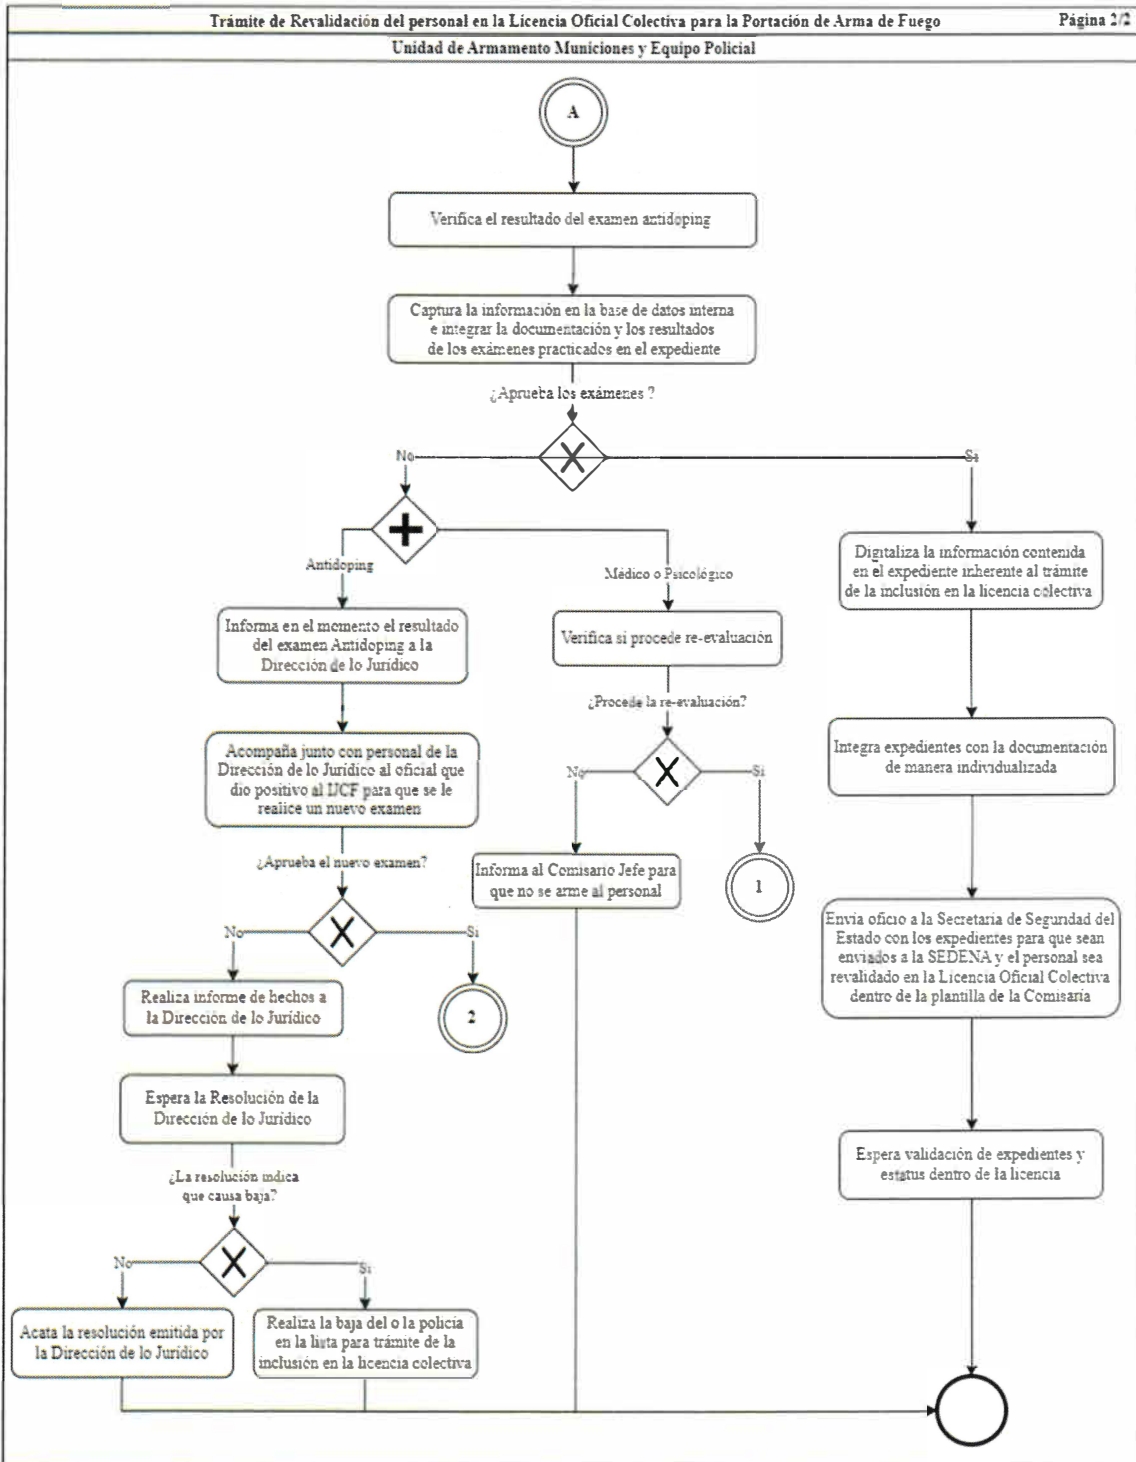 Trámite de Revalidación del personal en la Licencia Oficial Colectiva para la Portación de Arma de Fuego
Página 2/2
Unidad de Armamento Municiones y Equipo Policial
A
Verifica el resultado del examen antidoping
Captura la información en la base de datos interna
e integrar la documentación y los resultados
de los exámenes practicados en el expediente
¿Aprueba los exámenes ?
No
Si
Antidoping
Médico o Psicológico
Digitaliza la información contenida
en el expediente inherente al trámite
de la inclusión en la licencia colectiva
Informa en el momento el resultado
del examen Antidoping a la
Dirección de lo Jurídico
Verifica si procede re-evaluación
¿Procede la re-evaluación?
Acompaña junto con personal de la
Dirección de lo Jurídico al oficial que
dio positivo al IJCF para que se le
realice un nuevo examen
No
Si
Integra expedientes con la documentación
de manera individualizada
¿Aprueba el nuevo examen?
Informa al Comisario Jefe para
que no se arme al personal
1
No
Si
Envía oficio a la Secretaria de Seguridad del
Estado con los expedientes para que sean
enviados a la SEDENA y el personal sea
revalidado en la Licencia Oficial Colectiva
dentro de la plantilla de la Comisaría
Realiza informe de hechos a
la Dirección de lo Jurídico
2
Espera la Resolución de la
Dirección de lo Jurídico
Espera validación de expedientes y
estatus dentro de la licencia
¿La resolución indica
que causa baja?
No
Si
Acata la resolución emitida por
la Dirección de lo Jurídico
Realiza la baja del o la policía
en la lista para trámite de la
inclusión en la licencia colectiva